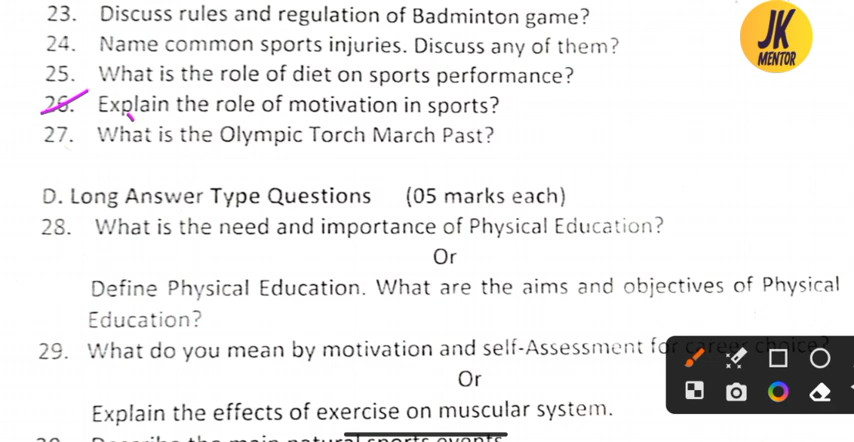 23. Discuss rules and regulation of Badminton game?
24. Name common sports injuries. Discuss any of them?
25. What is the role of diet on sports performance?
26. Explain the role of motivation in sports?
27. What is the Olympic Torch March Past?
JK
MENTOR
D. Long Answer Type Questions (05 marks each)
28. What is the need and importance of Physical Education?
Or
Define Physical Education. What are the aims and objectives of Physical
Education?
29. What do you mean by motivation and self-Assessment for career choice?
Or
Explain the effects of exercise on muscular system.